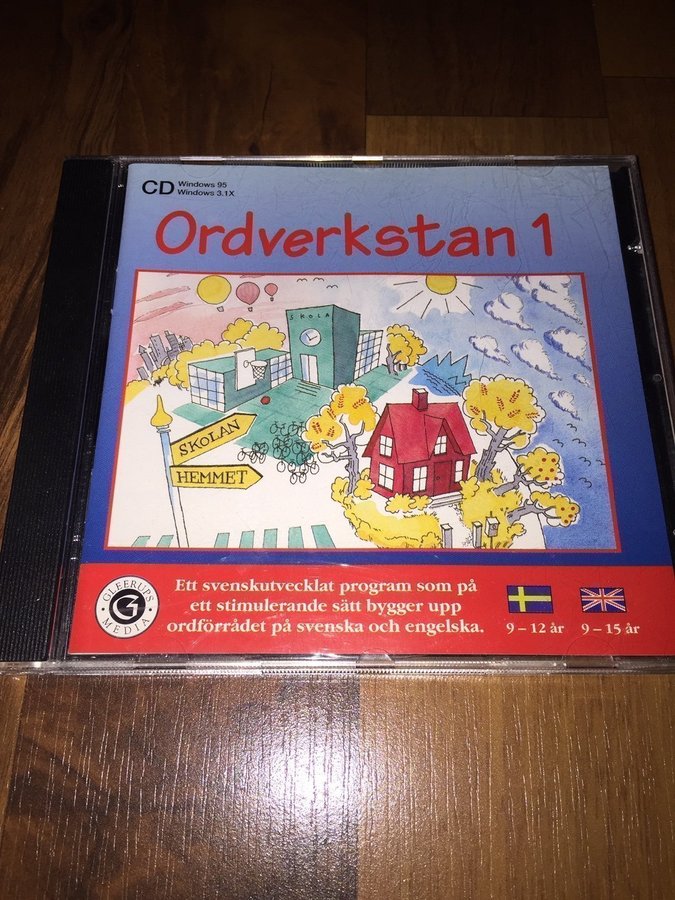 CD Windows 95
Windows 3.1X
Ordverkstan 1
SKOLA
SKOLAN
HEMMET
GLEERUPS
MEDIA
Ett svenskutvecklat program som på
ett stimulerande sätt bygger upp
ordförrådet på svenska och engelska.
9 – 12 år 9 – 15 år